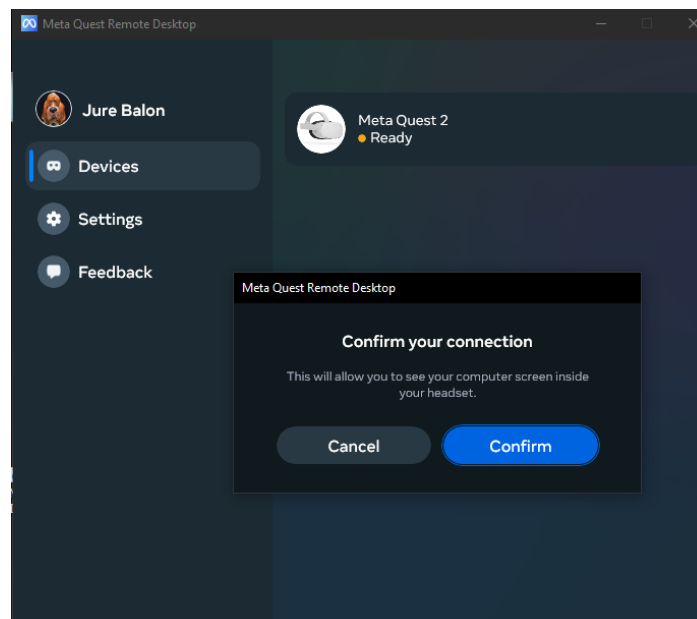 Meta Quest Remote Desktop
Jure Balon
Devices
Settings
Feedback
Meta Quest 2
Ready
Meta Quest Remote Desktop
Confirm your connection
This will allow you to see your computer screen inside
your headset.
Cancel
Confirm